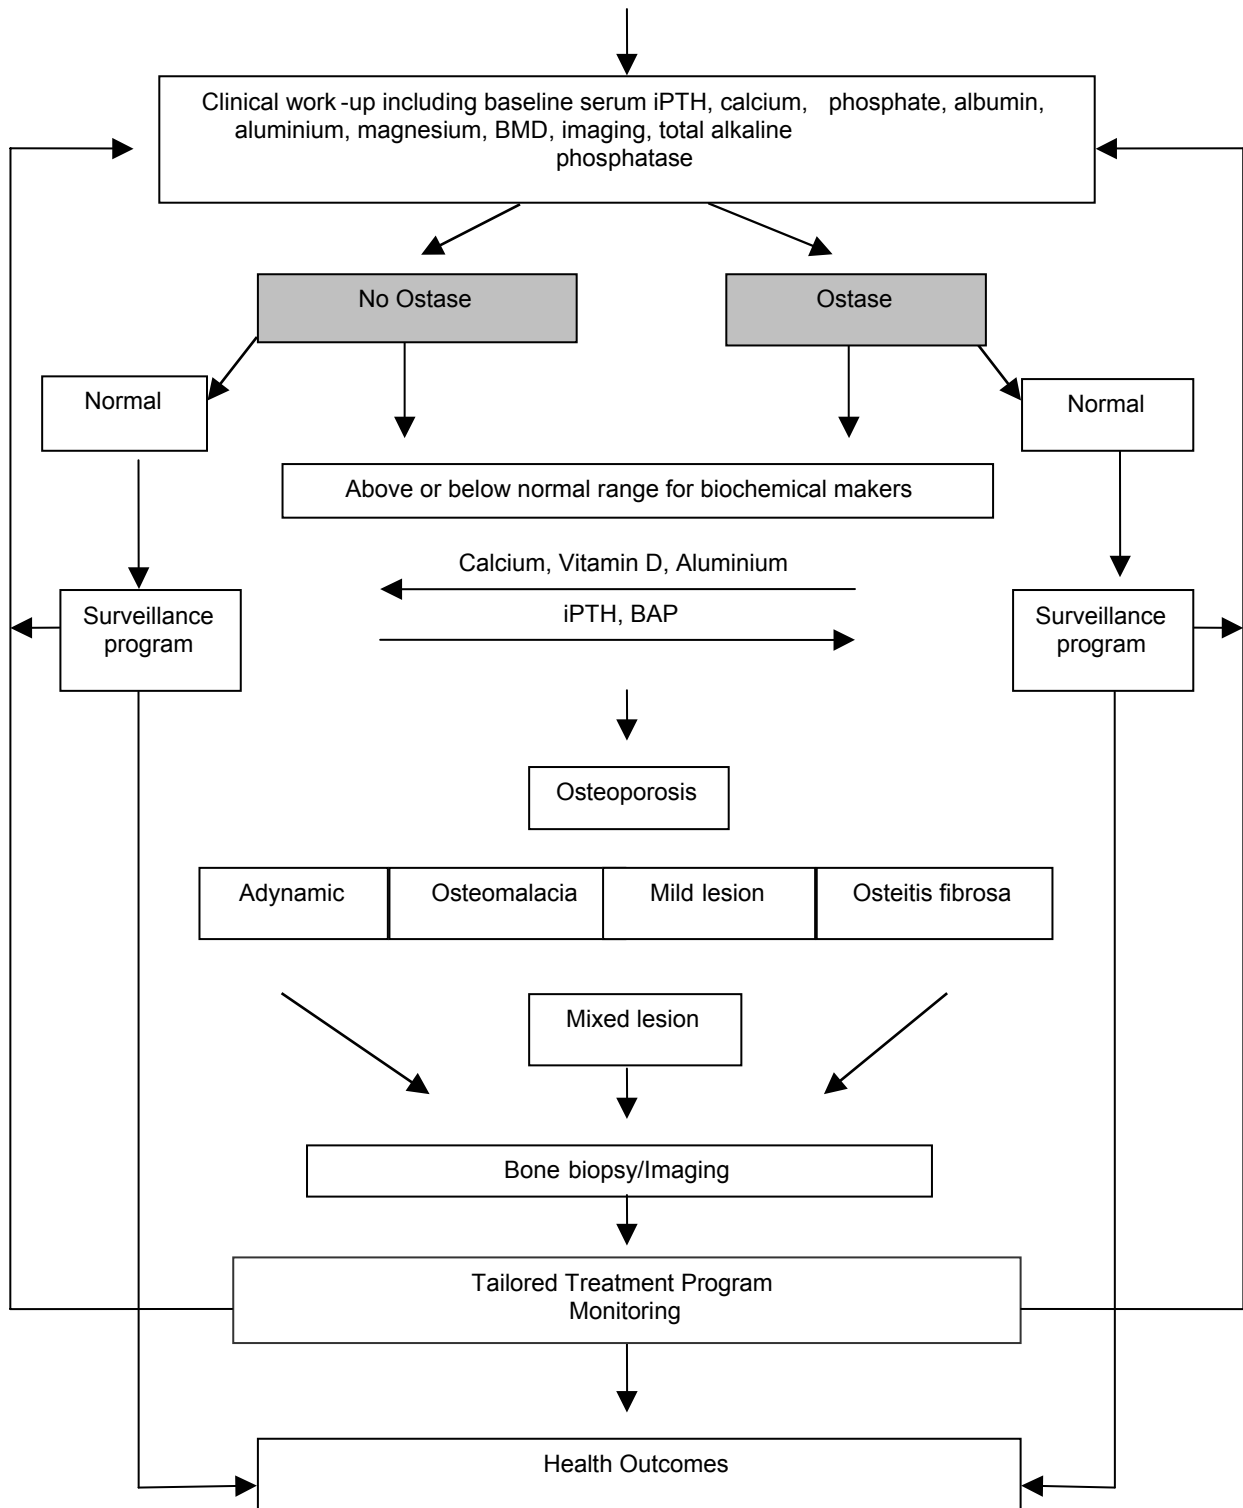 Clinical work-up including baseline serum iPTH, calcium, phosphate, albumin,
aluminium, magnesium, BMD, imaging, total alkaline
phosphatase
No Ostase
Ostase
Normal
Normal
Above or below normal range for biochemical makers
Calcium, Vitamin D, Aluminium
iPTH, BAP
Surveillance
program
Surveillance
program
Osteoporosis
Adynamic
Osteomalacia
Mild lesion
Osteitis fibrosa
Mixed lesion
Bone biopsy/Imaging
Tailored Treatment Program
Monitoring
Health Outcomes